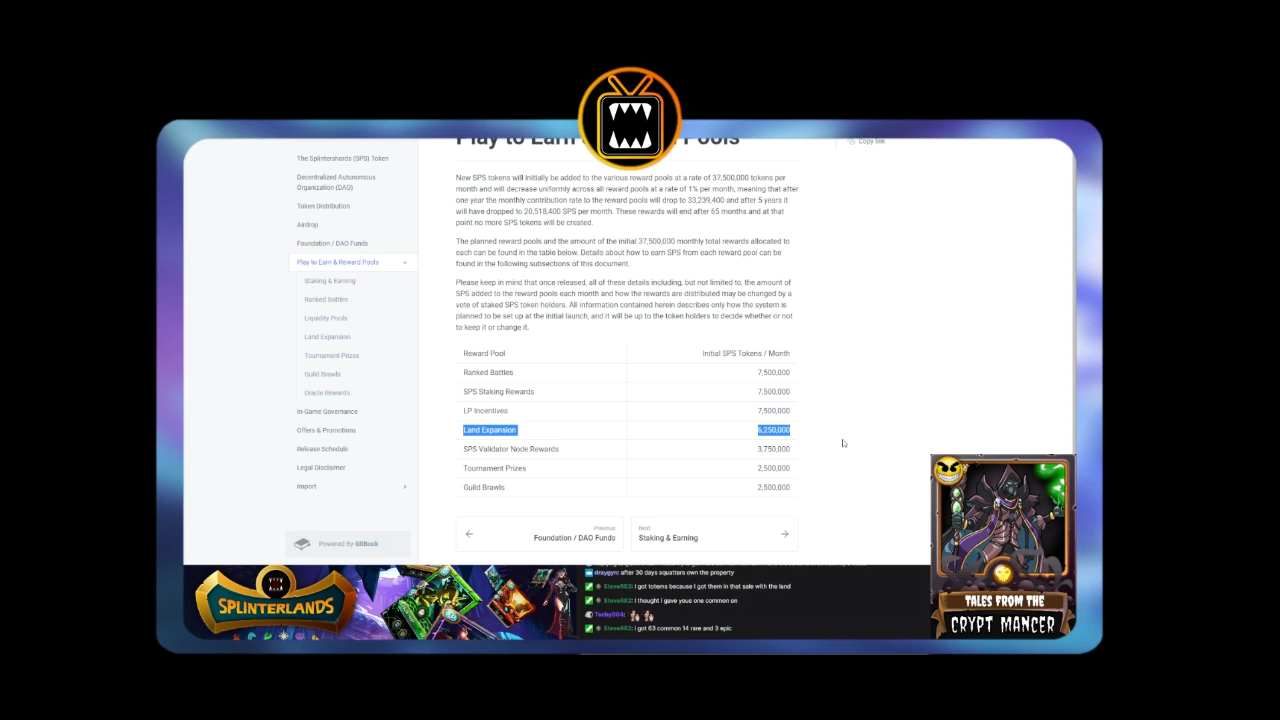 Play to Earn Pools
Copy link
The Splintershards (SPS) Token
Decentralized Autonomous
Organization (DAO)
Token Distribution
Airdrop
Foundation / DAO Funds
Play to Earn & Reward Pools
Staking & Earning
Ranked Battles
Liquidity Pools
Land Expansion
Tournament Prizes
Guild Brawls
Oracle Rewards
In-Game Governance
Offers & Promotions
Release Schedule
Legal Disclaimer
Import
Powered By GitBook
New SPS tokens will initially be added to the various reward pools at a rate of 37,500,000 tokens per
month and will decrease uniformly across all reward pools at a rate of 1% per month, meaning that after
one year the monthly contribution rate to the reward pools will drop to 33,239,400 and after 5 years it
will have dropped to 20,518,400 SPS per month. These rewards will end after 65 months and at that
point no more SPS tokens will be created.
The planned reward pools and the amount of the initial 37,500,000 monthly total rewards allocated to
each can be found in the table below. Details about how to earn SPS from each reward pool can be
found in the following subsections of this document.
Please keep in mind that once released, all of these details including, but not limited to, the amount of
SPS added to the reward pools each month and how the rewards are distributed may be changed by a
vote of staked SPS token holders. All information contained herein describes only how the system is
planned to be set up at the initial launch, and it will be up to the token holders to decide whether or not
to keep it or change it.
Reward Pool Initial SPS Tokens / Month
Ranked Battles 7,500,000
SPS Staking Rewards 7,500,000
LP Incentives 7,500,000
Land Expansion 6,250,000
SPS Validator Node Rewards 3,750,000
Tournament Prizes 2,500,000
Guild Brawls 2,500,000
Previous
Foundation / DAO Funds
Next
Staking & Earning
SPLINTERLANDS
draygyn: after 30 days squatters own the property
Steve882: I got totems because I got them in that sale with the land
Steve882: I thought i gave youe one common on
Techy004:
Steve882: i got 63 common 14 rare and 3 epic
TALES FROM THE
CRYPT MANCER